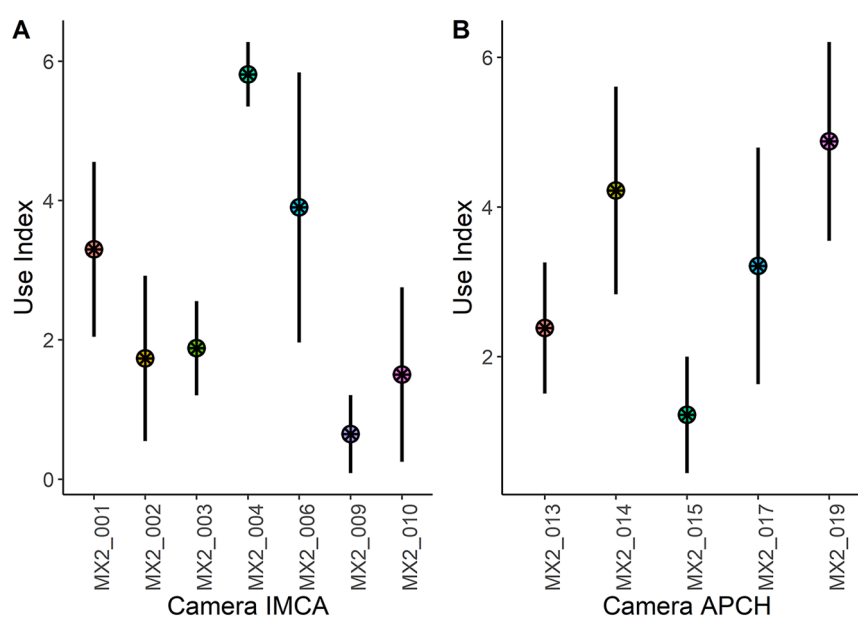 A
Use Index
6
4
2
0
MX2_001
MX2_002
MX2_003
MX2_004
MX2_006
MX2_009
MX2_010
Camera IMCA
B
Use Index
6
4
2
MX2_013
MX2_014
MX2_015
MX2_017
MX2_019
Camera APCH